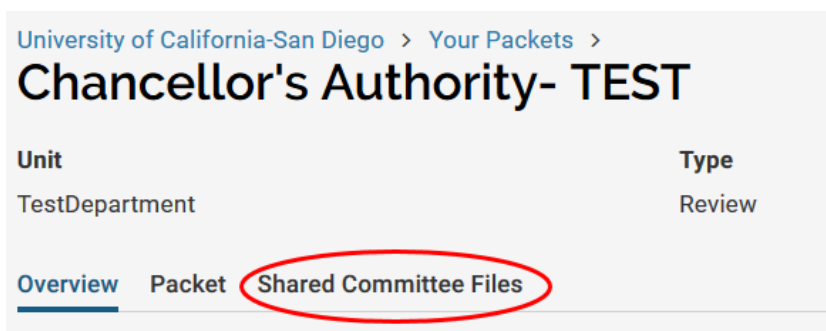 University of California-San Diego > Your Packets >
Chancellor's Authority- TEST
Unit Type
TestDepartment Review
Overview Packet Shared Committee Files